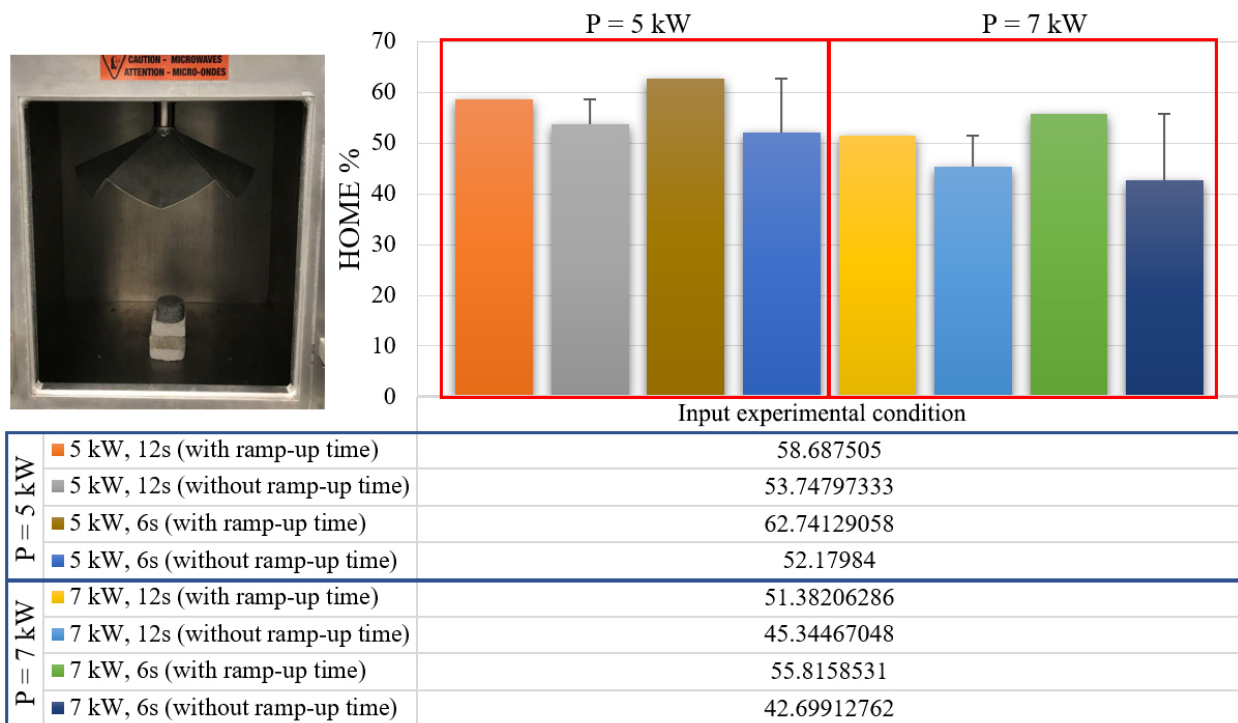 CAUTION - MICROWAVES
ATTENTION - MICRO-ONDES
P = 5 kW
P = 7 kW
HOME %
70
60
50
40
30
20
10
0
Input experimental condition
P = 5 kW
5 kW, 12s (with ramp-up time) 58.687505
5 kW, 12s (without ramp-up time) 53.74797333
5 kW, 6s (with ramp-up time) 62.74129058
5 kW, 6s (without ramp-up time) 52.17984
P = 7 kW
7 kW, 12s (with ramp-up time) 51.38206286
7 kW, 12s (without ramp-up time) 45.34467048
7 kW, 6s (with ramp-up time) 55.8158531
7 kW, 6s (without ramp-up time) 42.69912762